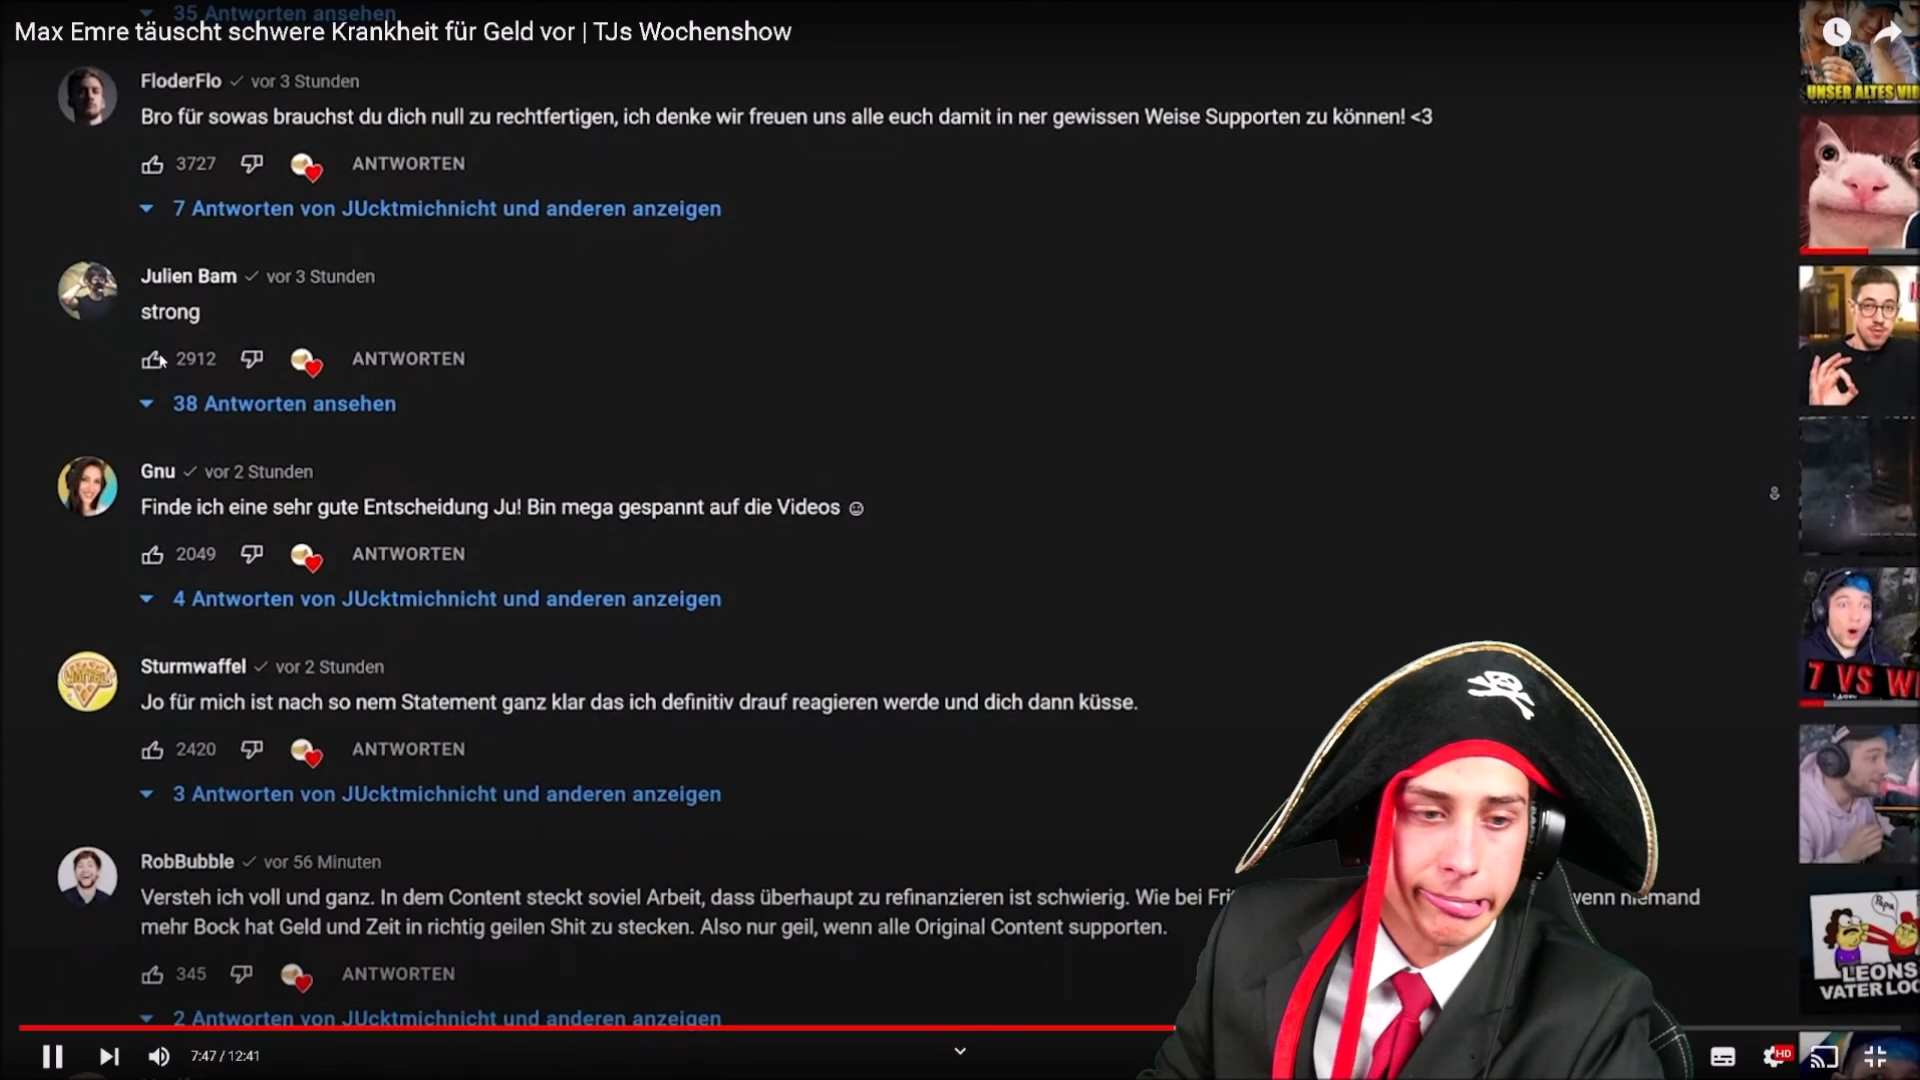 35 Antworten ansehen
Max Emre täuscht schwere Krankheit für Geld vor | TJs Wochenshow
FloderFlo vor 3 Stunden
Bro für sowas brauchst du dich null zu rechtfertigen, ich denke wir freuen uns alle euch damit in ner gewissen Weise Supporten zu können! <3
3727 ANTWORTEN
7 Antworten von JUcktmichnicht und anderen anzeigen
Julien Bam vor 3 Stunden
strong
2912 ANTWORTEN
38 Antworten ansehen
Gnu vor 2 Stunden
Finde ich eine sehr gute Entscheidung Ju! Bin mega gespannt auf die Videos ☺
2049 ANTWORTEN
4 Antworten von JUcktmichnicht und anderen anzeigen
Sturmwaffel vor 2 Stunden
Jo für mich ist nach so nem Statement ganz klar das ich definitiv drauf reagieren werde und dich dann küsse.
2420 ANTWORTEN
3 Antworten von JUcktmichnicht und anderen anzeigen
RobBubble vor 56 Minuten
Versteh ich voll und ganz. In dem Content steckt soviel Arbeit, dass überhaupt zu refinanzieren ist schwierig. Wie bei Fri wenn niemand
mehr Bock hat Geld und Zeit in richtig geilen Shit zu stecken. Also nur geil, wenn alle Original Content supporten.
345 ANTWORTEN
2 Antworten von JUcktmichnicht und anderen anzeigen
7:47 / 12:41
HD
UNSER ALTES VID
7 VS WI
Papa
LEONS
VATER LOC